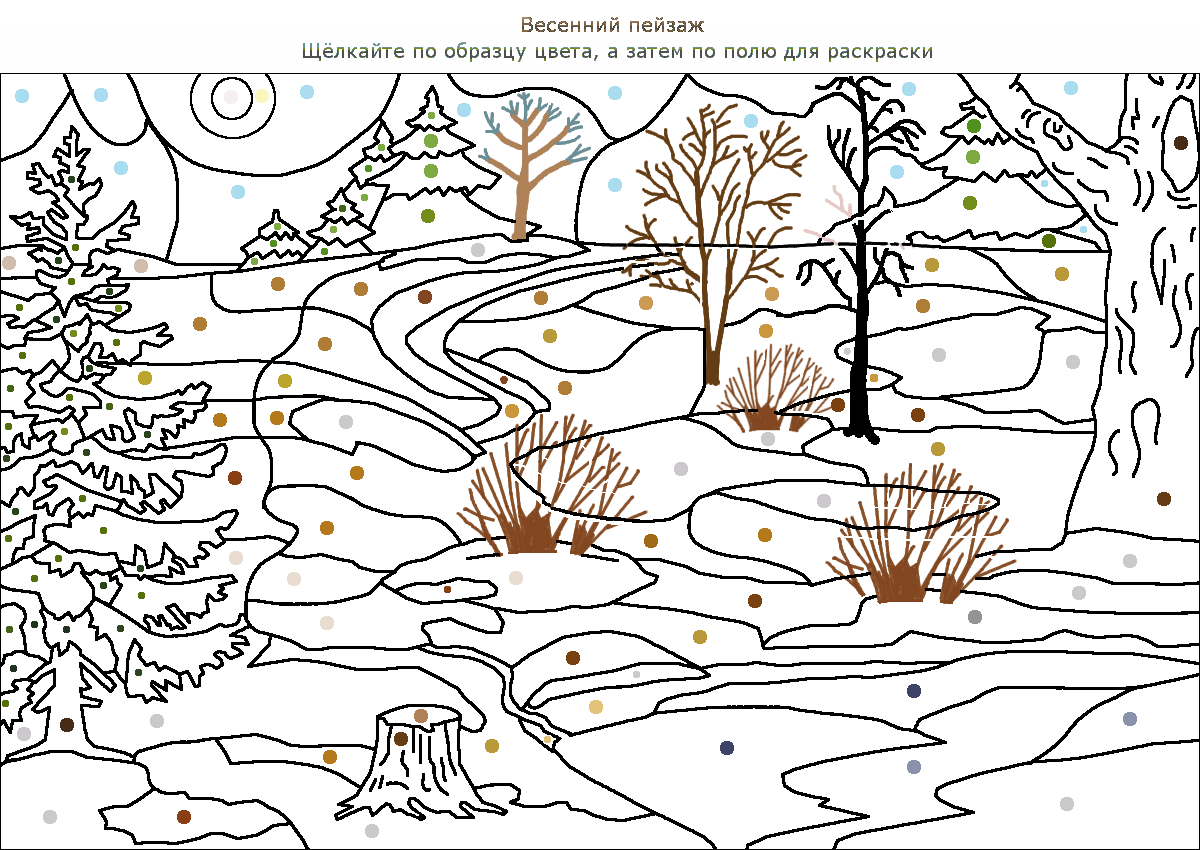 Весенний пейзаж
Щёлкайте по образцу цвета, а затем по полю для раскраски